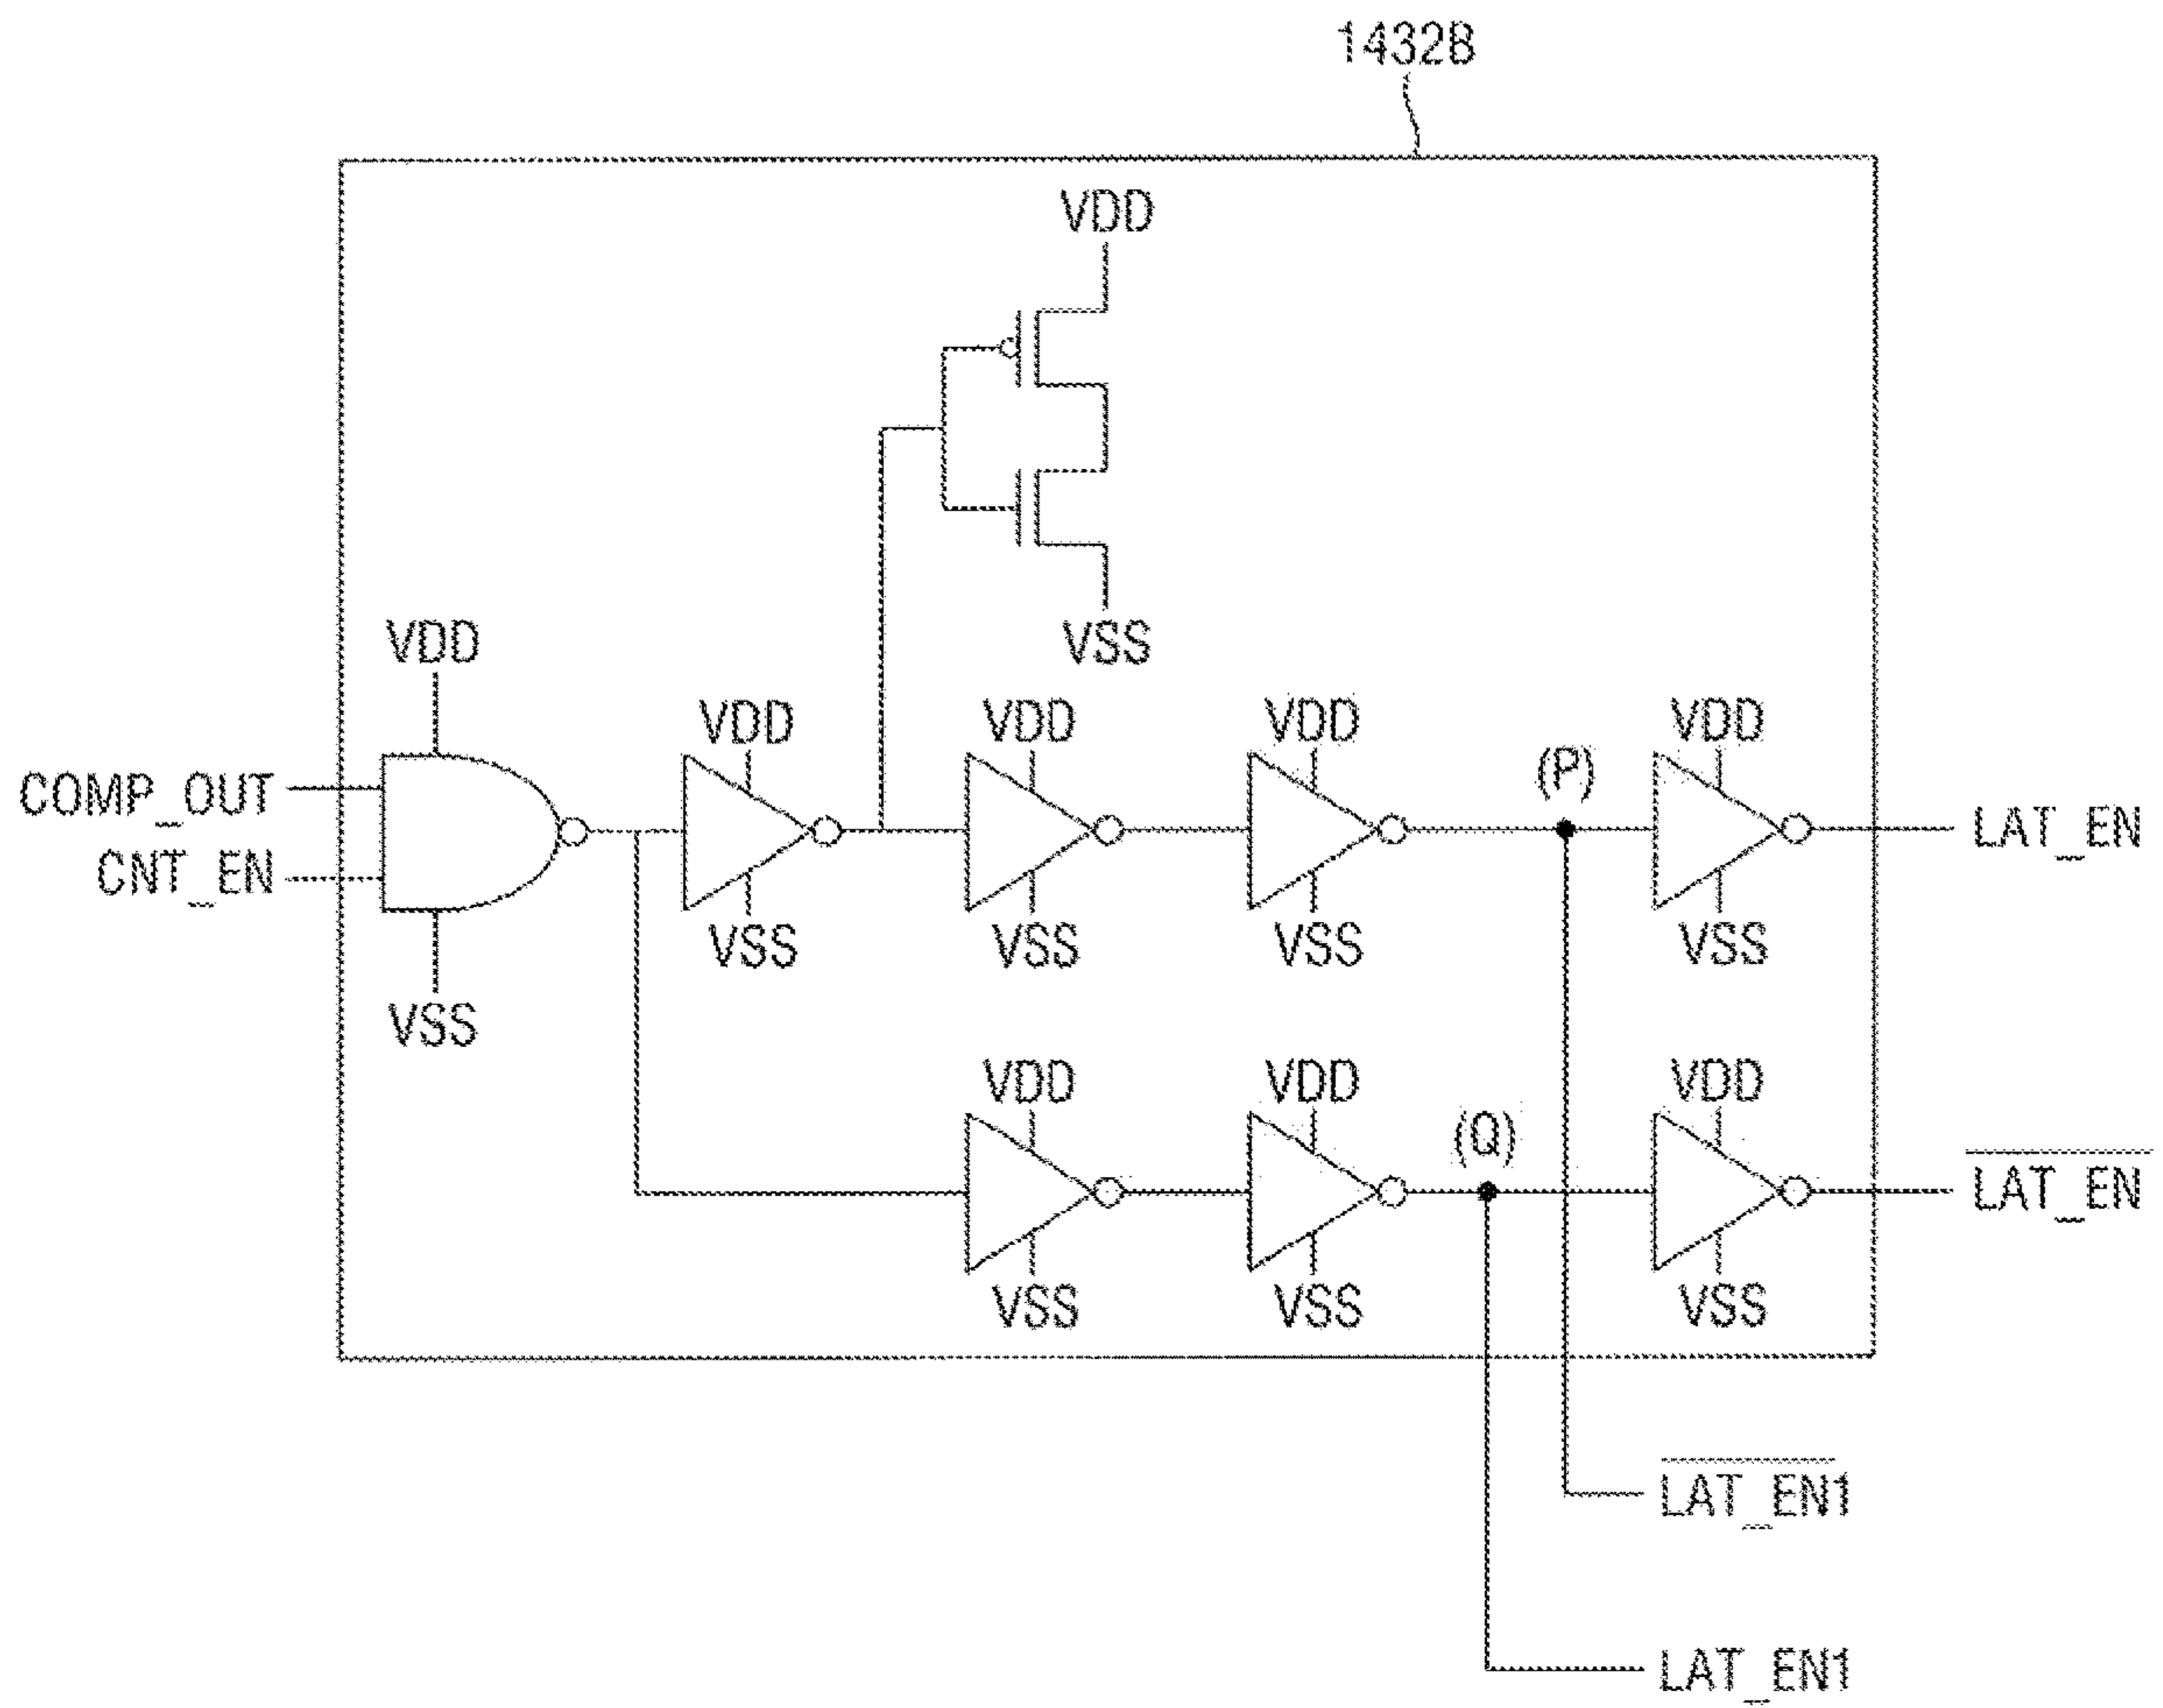 1432B
VDD
VSS
VDD
VDD
VDD
VDD
VDD
(P)
COMP_OUT
CNT_EN
LAT_EN
VSS
VSS
VSS
VSS
VSS
VDD
VDD
(Q)
VDD
LAT_EN
VSS
VSS
VSS
LAT_EN1
LAT_EN1